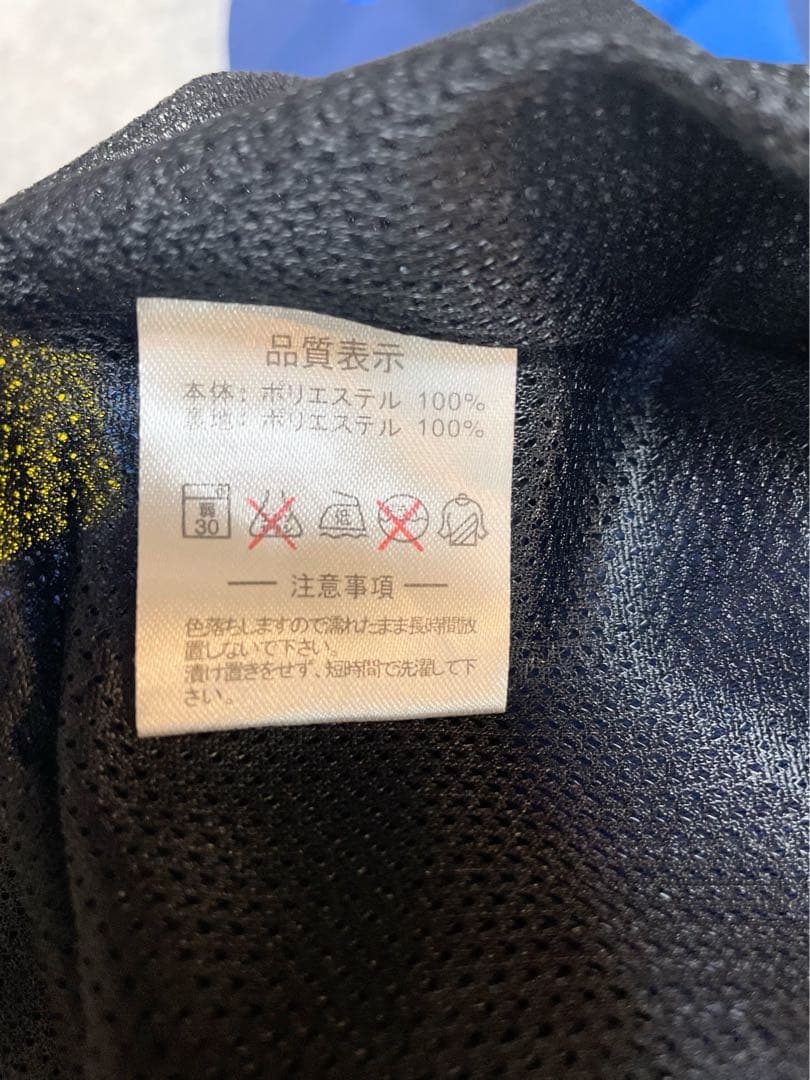 品質表示
本体: ポリエステル 100%
裏地: ポリエステル 100%
弱 30 低
注意事項
色落ちしますので濡れたまま長時間放
置しないて下さい。
漬け置きをせず、短時間で洗濯して下
さい。